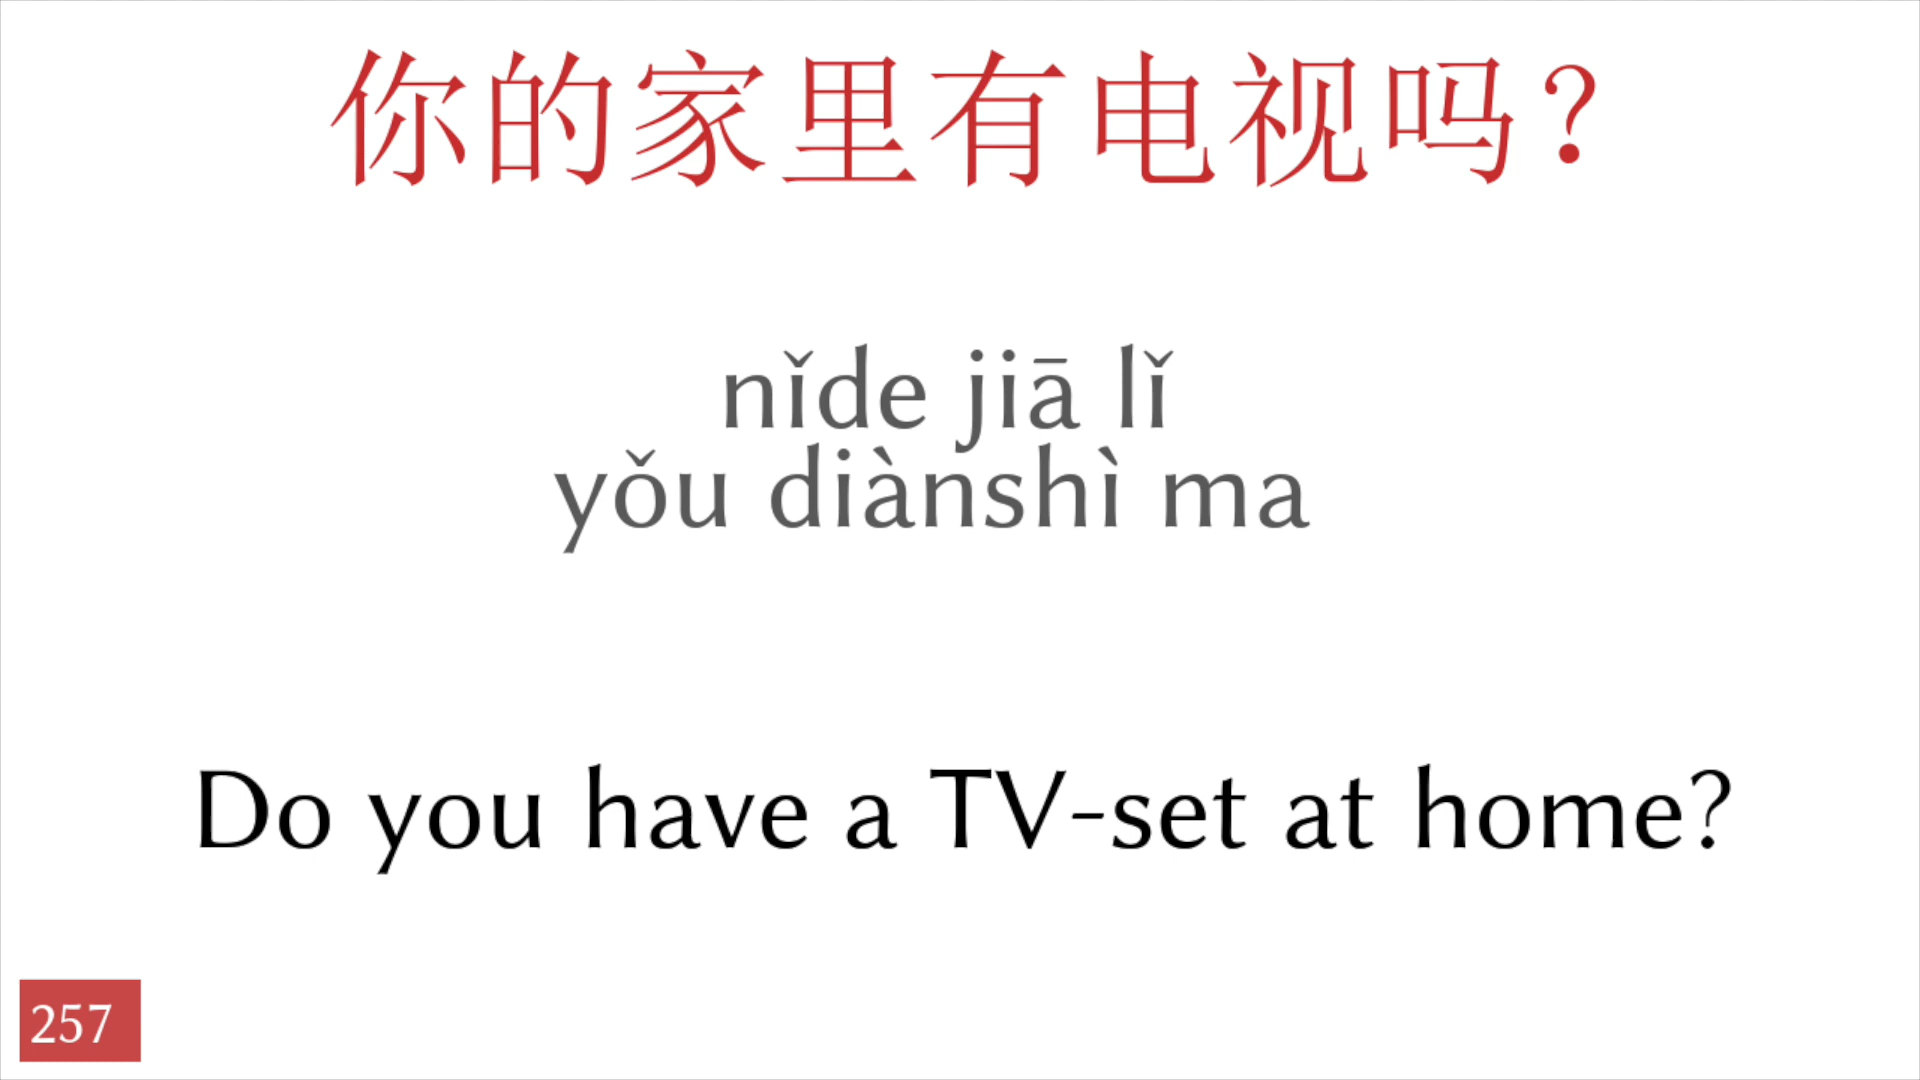 你的家里有电视吗？
nǐde jiā lǐ
yǒu diànshì ma
Do you have a TV-set at home?
257